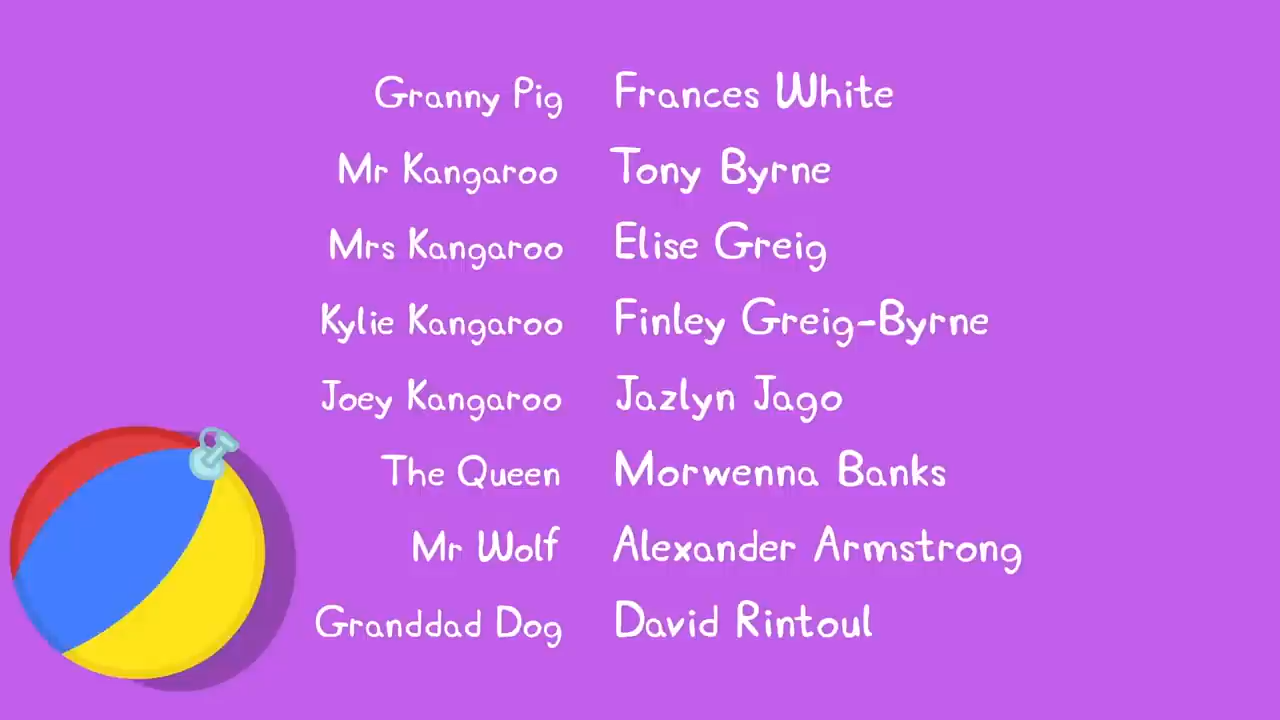 Granny Pig Frances White
Mr Kangaroo Tony Byrne
Mrs Kangaroo Elise Greig
Kylie Kangaroo Finley Greig-Byrne
Joey Kangaroo Jazlyn Jago
The Queen Morwenna Banks
Mr Wolf Alexander Armstrong
Granddad Dog David Rintoul